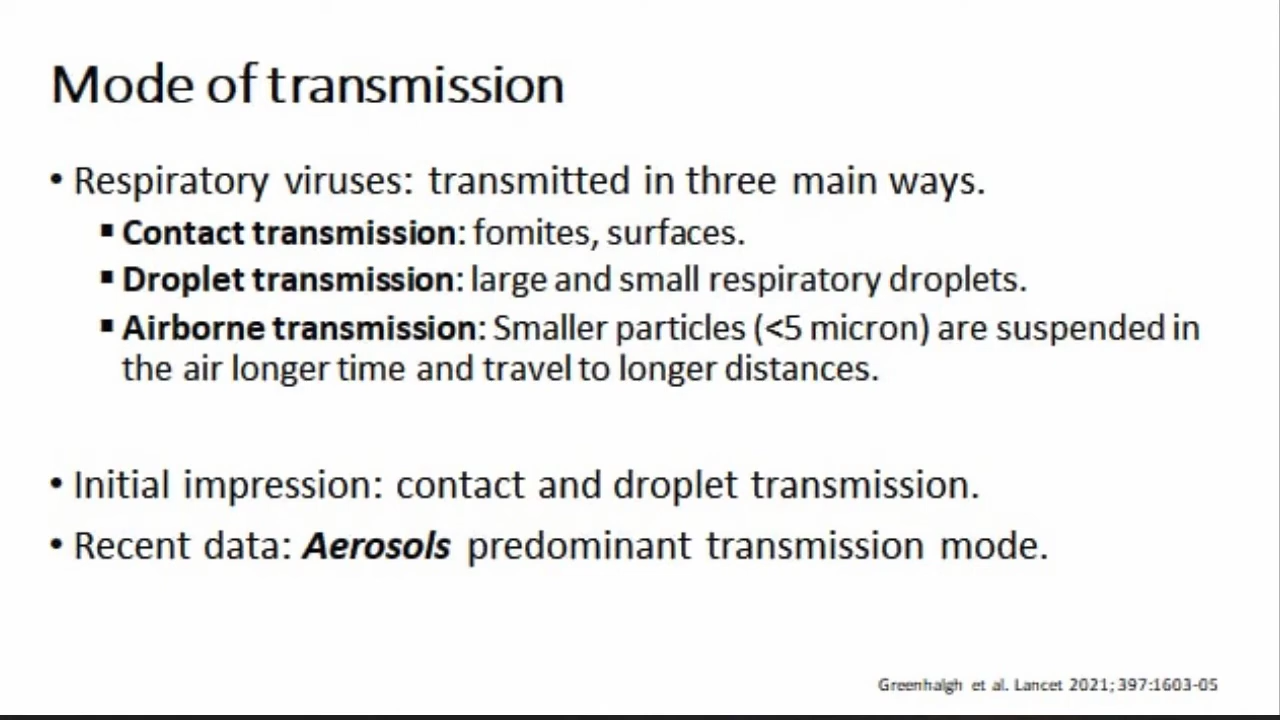 Mode of transmission
• Respiratory viruses: transmitted in three main ways.
▪ Contact transmission: fomites, surfaces.
▪ Droplet transmission: large and small respiratory droplets.
▪ Airborne transmission: Smaller particles (<5 micron) are suspended in
the air longer time and travel to longer distances.
• Initial impression: contact and droplet transmission.
• Recent data: Aerosols predominant transmission mode.
Greenhalgh et al. Lancet 2021; 397:1603-05